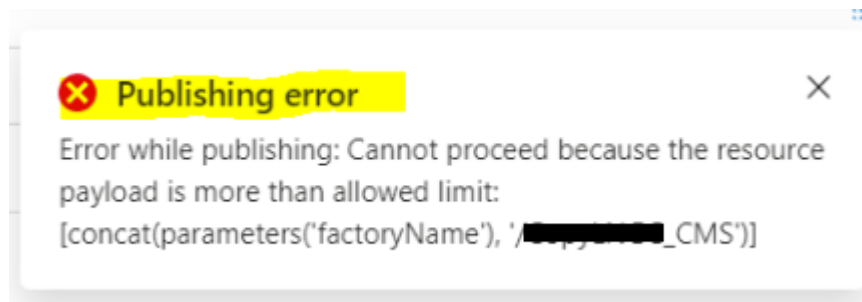 Publishing error
Error while publishing: Cannot proceed because the resource
payload is more than allowed limit:
[concat(parameters('factoryName'), '/_CMS')]